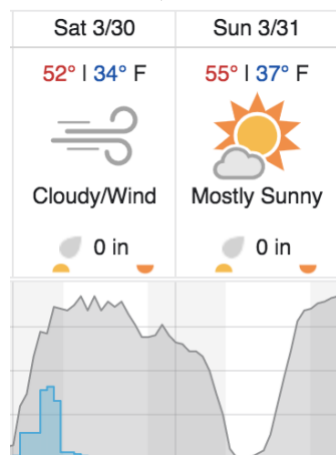 Sat 3/30
52° | 34° F
Cloudy/Wind
0 in
Sun 3/31
55° | 37° F
Mostly Sunny
0 in